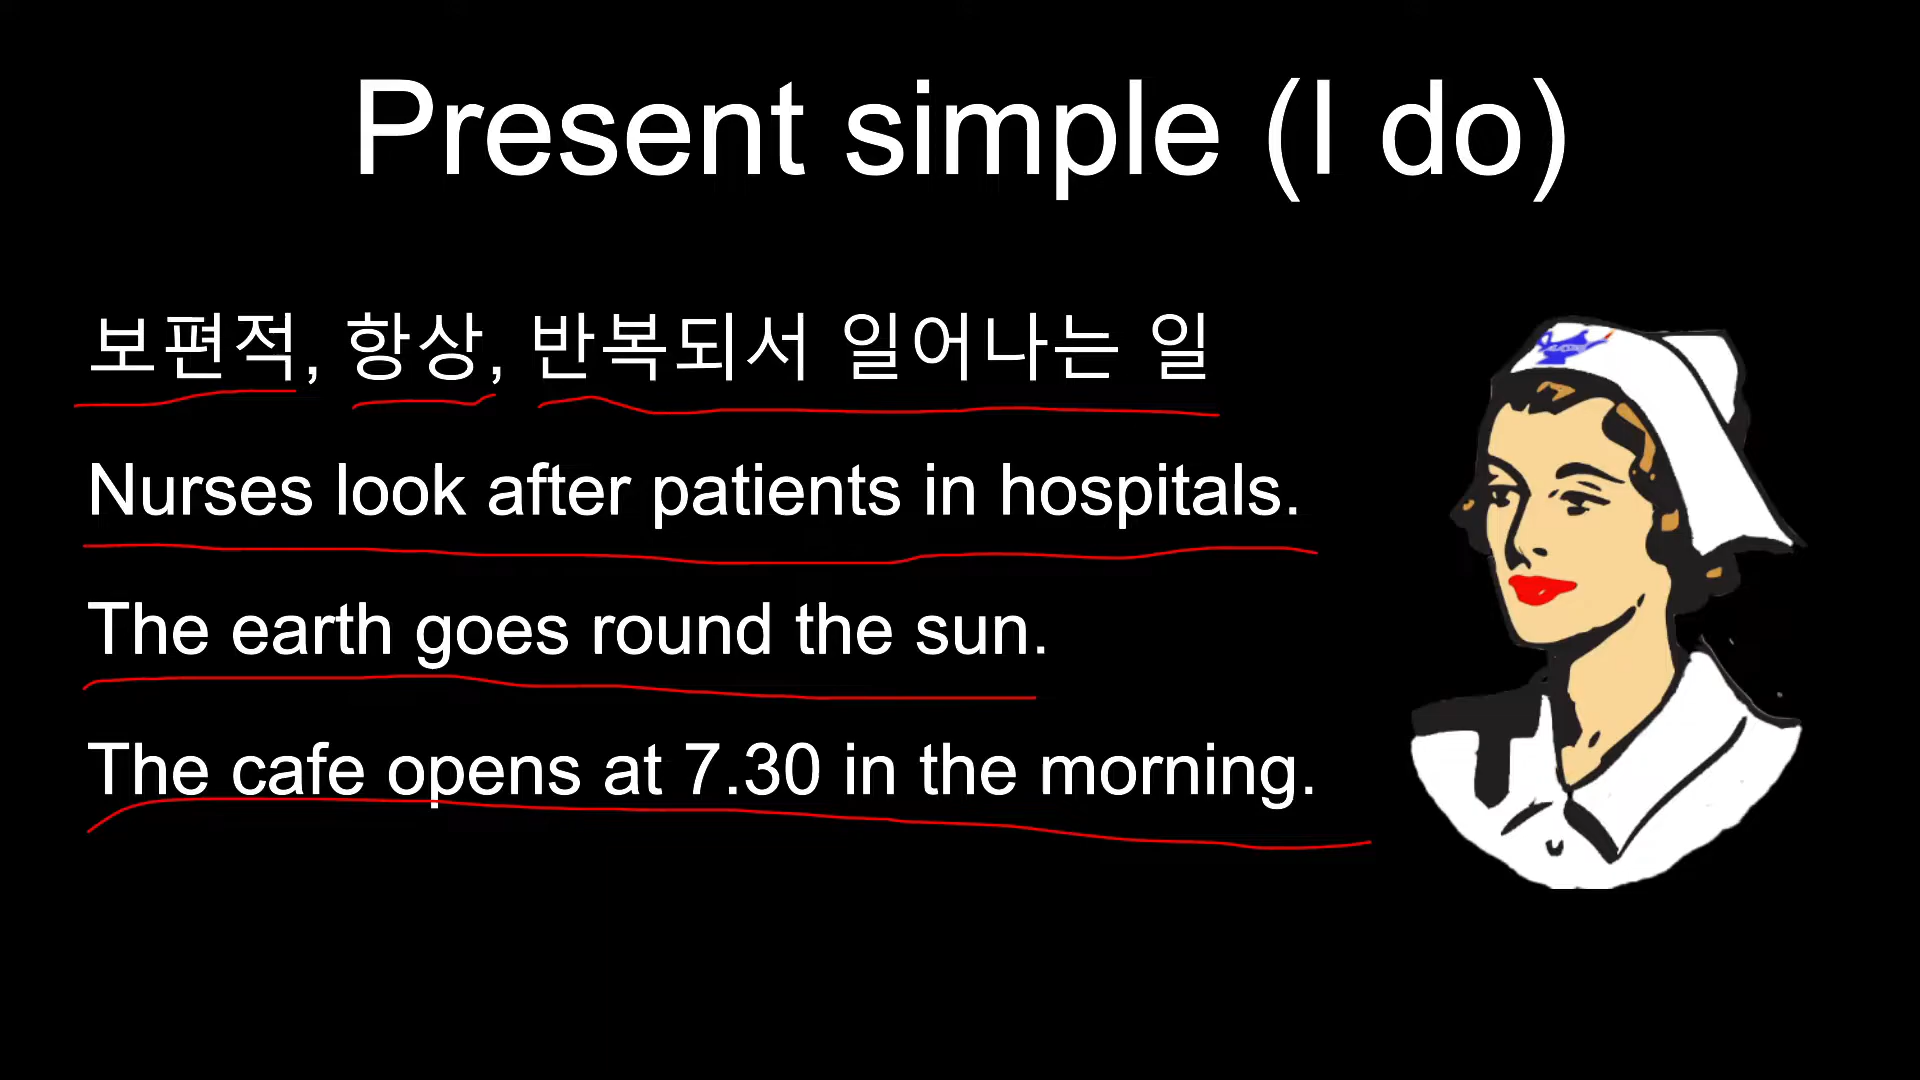 Present simple (I do)
보편적, 항상, 반복되서 일어나는 일
Nurses look after patients in hospitals.
The earth goes round the sun.
The cafe opens at 7.30 in the morning.